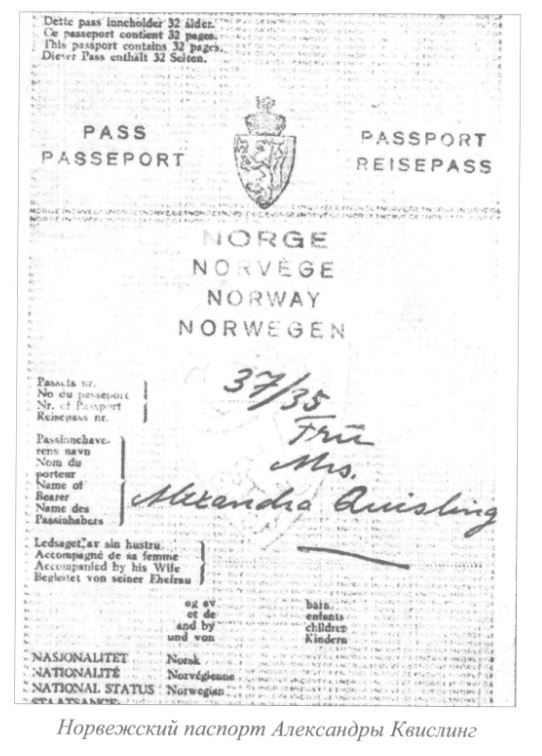 Dette pass inneholder 32 sider.
Ce passeport contient 32 pages.
This passport contains 32 pages.
Dieser Pass enthält 32 Seiten.
PASS
PASSEPORT
PASSPORT
REISEPASS
NORGE
NORVÈGE
NORWAY
NORWEGEN
Passets nr.
No du passeport
Nr. of Passport
Reisepass nr.
37/35
Frú
Mrs.
Passinnehave-
rens navn
Nom du
porteur
Name of
Bearer
Name des
Passinhabers
Alexandra Quisling
Ledsaget av sin hustru
Accompagné de sa femme
Accompanied by his Wife
Begleitet von seiner Ehefrau
og av barn
et de enfants
and by children
und von Kindern
NASJONALITET Norsk
NATIONALITÉ Norvégienne
NATIONAL STATUS Norwegian
Норвежский паспорт Александры Квислинг